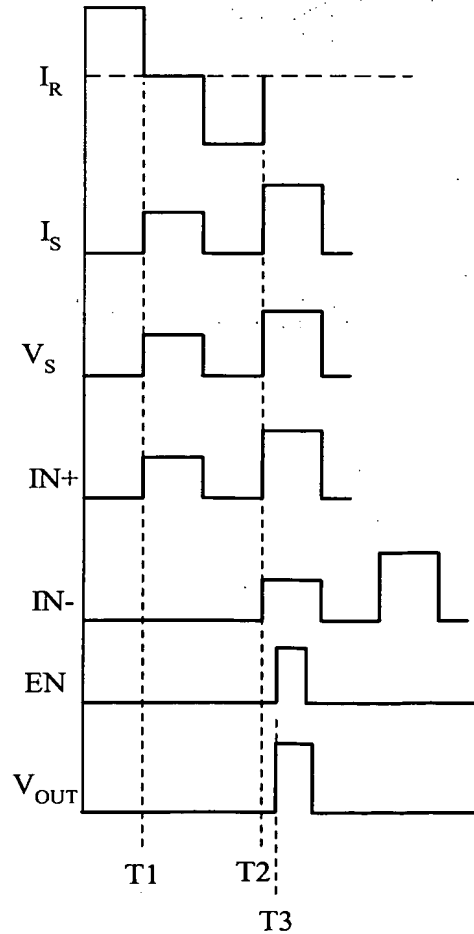 I_R
I_S
V_S
IN+
IN-
EN
V_OUT
T1
T2
T3